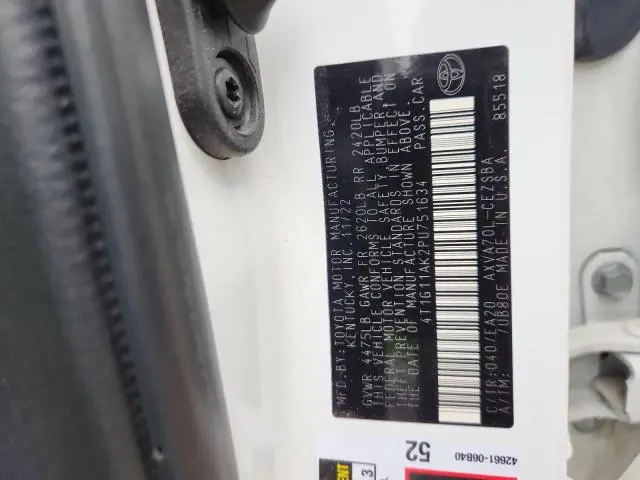 MFD.BY:TOYOTA MOTOR MANUFACTURING,
KENTUCKY, INC. 11/22
GVWR 4475LB GAWR FR 2620LB RR 2420LB
THIS VEHICLE CONFORMS TO ALL APPLICABLE
FEDERAL MOTOR VEHICLE SAFETY, BUMPER, AND
THEFT PREVENTION STANDARDS IN EFFECT ON
THE DATE OF MANUFACTURE SHOWN ABOVE.
4T1G11AK2PU751634 PASS.CAR
C/TR:040/EA20 AXVA70L-CEZSBA
A/TM: /UB80E MADE IN U.S.A. 85518
42661-06B40
52
3